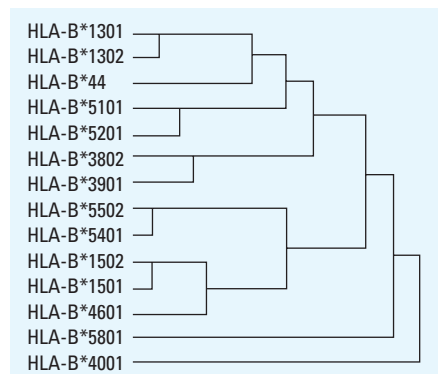 HLA-B*1301
HLA-B*1302
HLA-B*44
HLA-B*5101
HLA-B*5201
HLA-B*3802
HLA-B*3901
HLA-B*5502
HLA-B*5401
HLA-B*1502
HLA-B*1501
HLA-B*4601
HLA-B*5801
HLA-B*4001